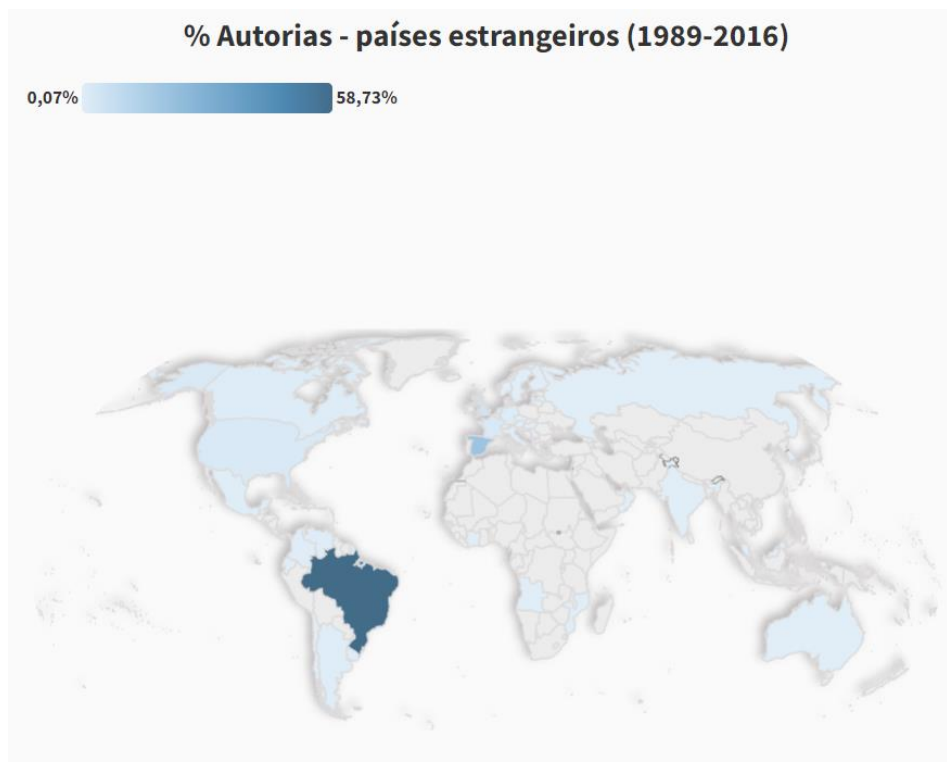 % Autorias - países estrangeiros (1989-2016)
0,07% 58,73%